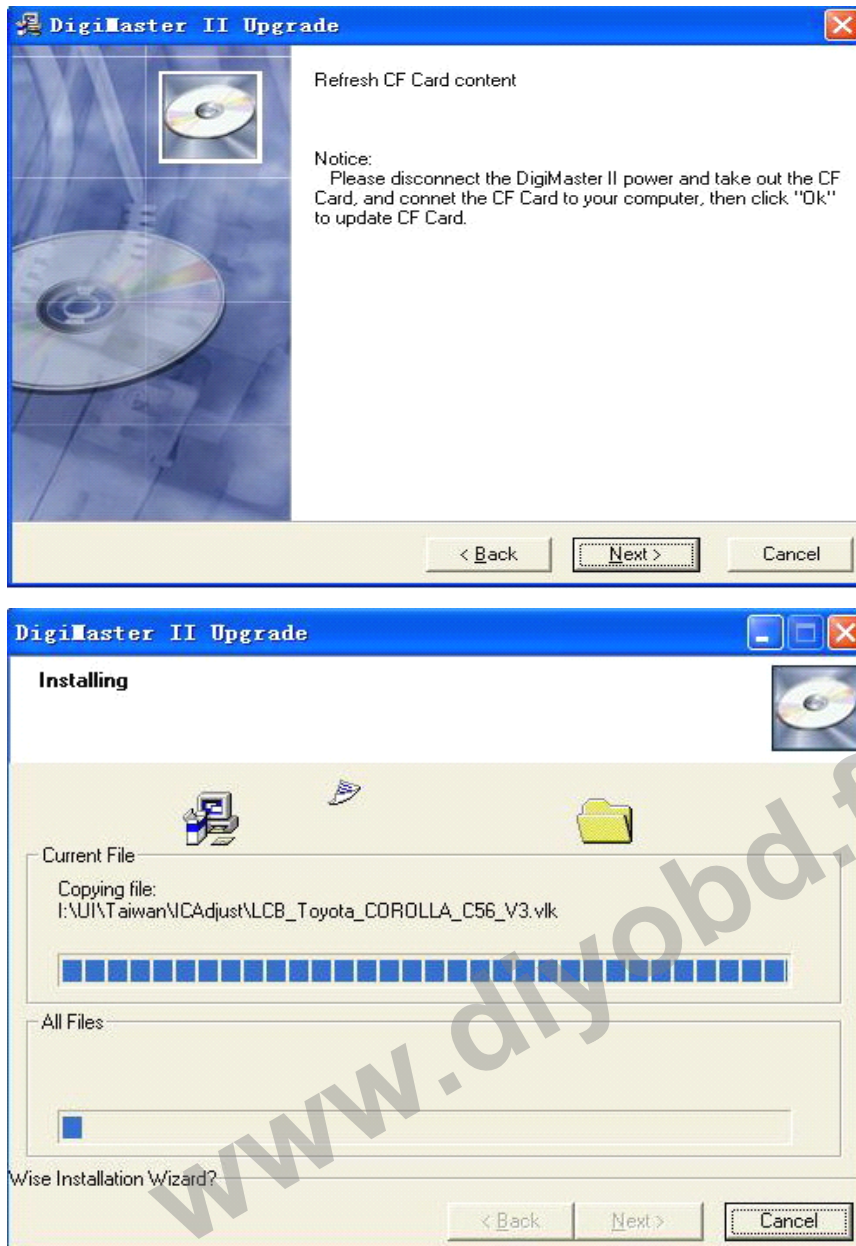 DigiMaster II Upgrade
Refresh CF Card content
Notice:
Please disconnect the DigiMaster II power and take out the CF
Card, and connet the CF Card to your computer, then click "Ok"
to update CF Card.
< Back
Next >
Cancel
DigiMaster II Upgrade
Installing
Current File
Copying file:
I:\UI\Taiwan\ICAdjust\LCB_Toyota_COROLLA_C56_V3.vlk
All Files
Wise Installation Wizard?
< Back
Next >
Cancel
www.diyobd.f